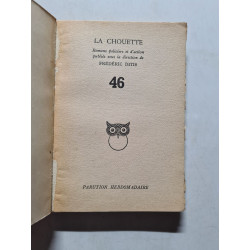 LA CHOUETTE
Romans policiers et d'action
publiés sous la direction de
FRÉDÉRIC DITIS
46
PARUTION HEBDOMADAIRE